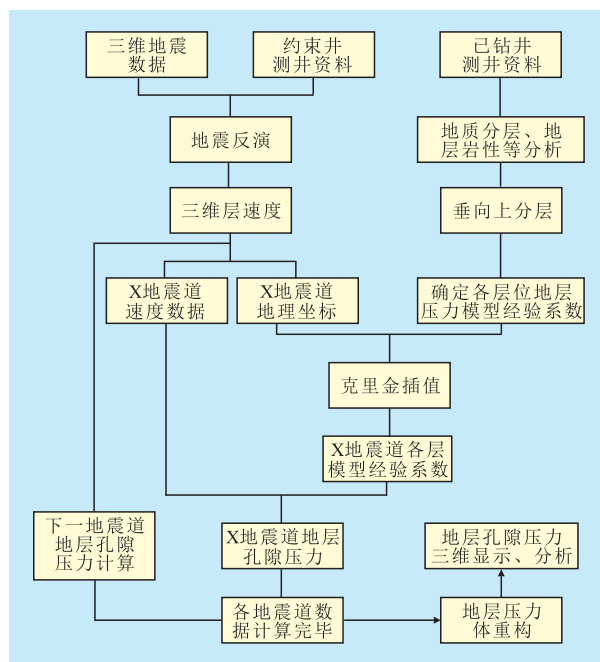 三维地震
数据
约束井
测井资料
已钻井
测井资料
地震反演
地质分层、地
层岩性等分析
三维层速度
垂向上分层
X地震道
速度数据
X地震道
地理坐标
确定各层位地层
压力模型经验系数
克里金插值
X地震道各层
模型经验系数
下一地震道
地层孔隙
压力计算
X地震道地层
孔隙压力
地层孔隙压力
三维显示、分析
各地震道数
据计算完毕
地层压力
体重构